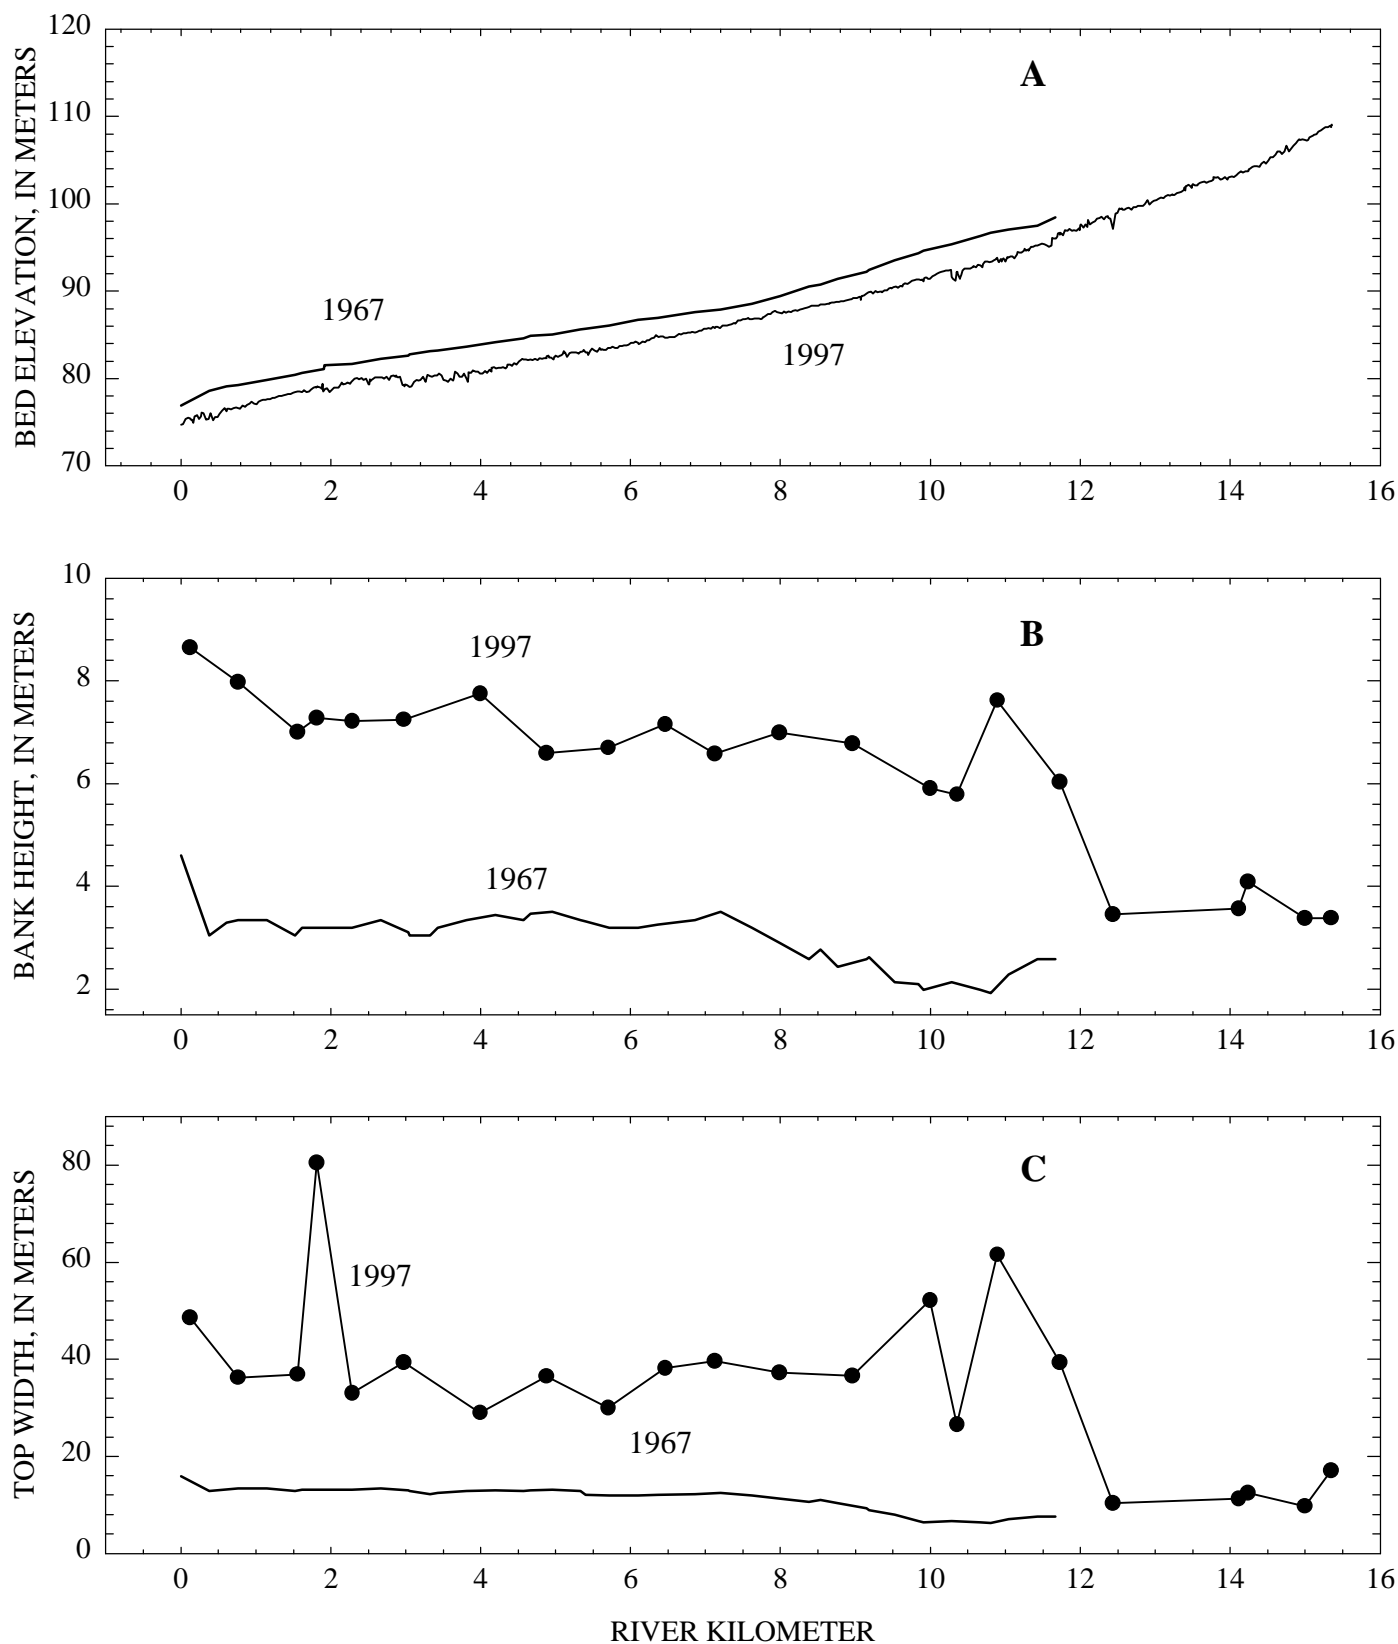 120
110
100
90
80
70
BED ELEVATION, IN METERS
A
1967
1997
0 2 4 6 8 10 12 14 16
10
8
6
4
2
BANK HEIGHT, IN METERS
B
1997
1967
0 2 4 6 8 10 12 14 16
80
60
40
20
0
TOP WIDTH, IN METERS
C
1997
1967
0 2 4 6 8 10 12 14 16
RIVER KILOMETER